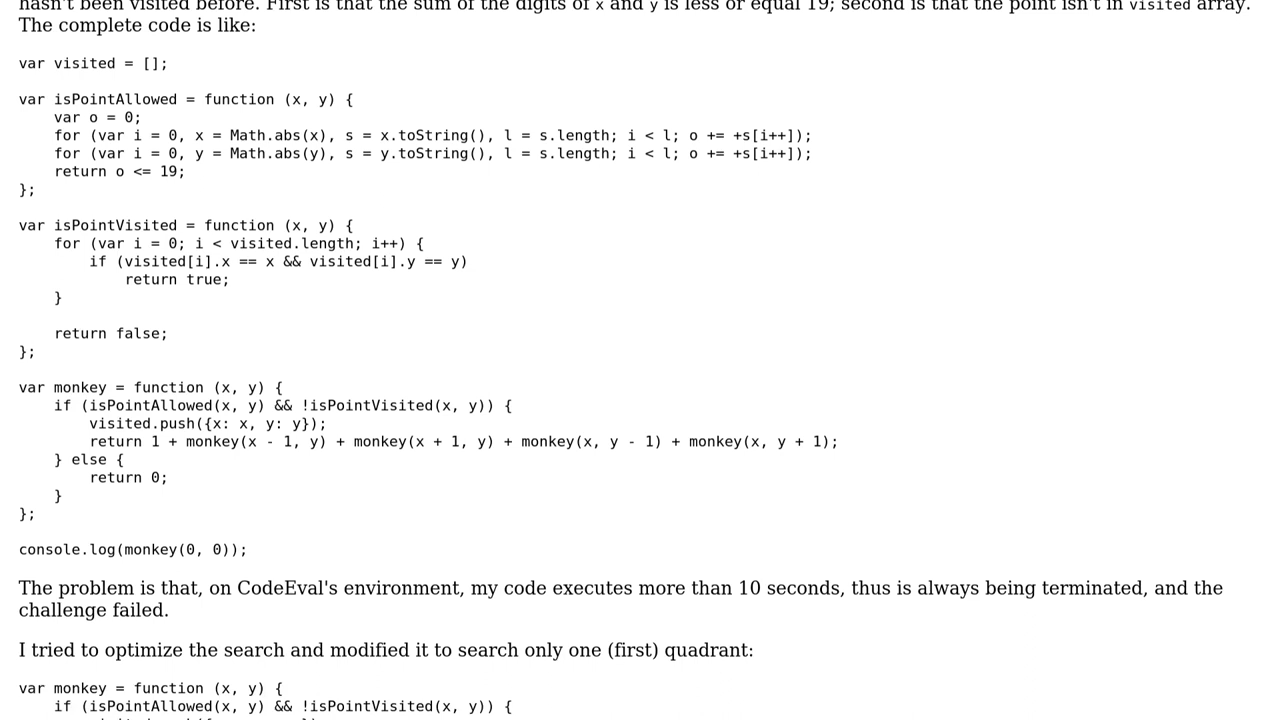 hasn't been visited before. First is that the sum of the digits of x and y is less or equal 19; second is that the point isn't in visited array.
The complete code is like:
var visited = [];
var isPointAllowed = function (x, y) {
    var o = 0;
    for (var i = 0, x = Math.abs(x), s = x.toString(), l = s.length; i < l; o += +s[i++]);
    for (var i = 0, y = Math.abs(y), s = y.toString(), l = s.length; i < l; o += +s[i++]);
    return o <= 19;
};
var isPointVisited = function (x, y) {
    for (var i = 0; i < visited.length; i++) {
        if (visited[i].x == x && visited[i].y == y)
            return true;
    }
    return false;
};
var monkey = function (x, y) {
    if (isPointAllowed(x, y) && !isPointVisited(x, y)) {
        visited.push({x: x, y: y});
        return 1 + monkey(x - 1, y) + monkey(x + 1, y) + monkey(x, y - 1) + monkey(x, y + 1);
    } else {
        return 0;
    }
};
console.log(monkey(0, 0));
The problem is that, on CodeEval's environment, my code executes more than 10 seconds, thus is always being terminated, and the
challenge failed.
I tried to optimize the search and modified it to search only one (first) quadrant:
var monkey = function (x, y) {
    if (isPointAllowed(x, y) && !isPointVisited(x, y)) {